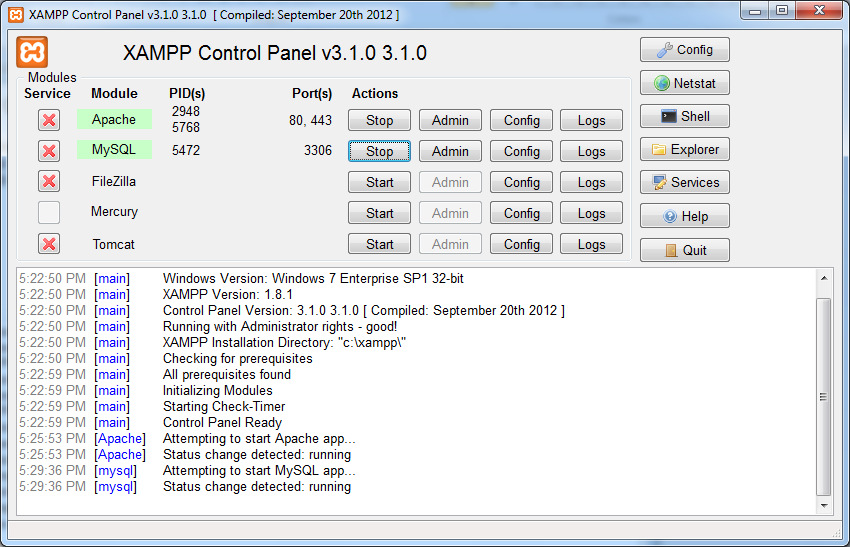 XAMPP Control Panel v3.1.0 3.1.0 [ Compiled: September 20th 2012 ]
XAMPP Control Panel v3.1.0 3.1.0
Config
Modules
Service Module PID(s) Port(s) Actions
Netstat
Apache 2948 5768 80, 443 Stop Admin Config Logs
Shell
MySQL 5472 3306 Stop Admin Config Logs
Explorer
FileZilla Start Admin Config Logs
Services
Mercury Start Admin Config Logs
Help
Tomcat Start Admin Config Logs
Quit
5:22:50 PM [main] Windows Version: Windows 7 Enterprise SP1 32-bit
5:22:50 PM [main] XAMPP Version: 1.8.1
5:22:50 PM [main] Control Panel Version: 3.1.0 3.1.0 [ Compiled: September 20th 2012 ]
5:22:50 PM [main] Running with Administrator rights - good!
5:22:50 PM [main] XAMPP Installation Directory: "c:\xampp\"
5:22:50 PM [main] Checking for prerequisites
5:22:59 PM [main] All prerequisites found
5:22:59 PM [main] Initializing Modules
5:22:59 PM [main] Starting Check-Timer
5:22:59 PM [main] Control Panel Ready
5:25:53 PM [Apache] Attempting to start Apache app...
5:25:53 PM [Apache] Status change detected: running
5:29:36 PM [mysql] Attempting to start MySQL app...
5:29:36 PM [mysql] Status change detected: running